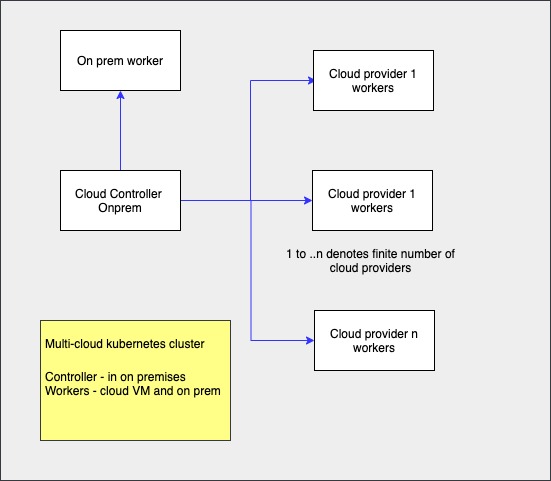 On prem worker
Cloud provider 1
workers
Cloud Controller
Onprem
Cloud provider 1
workers
1 to ..n denotes finite number of
cloud providers
Cloud provider n
workers
Multi-cloud kubernetes cluster
Controller - in on premises
Workers - cloud VM and on prem